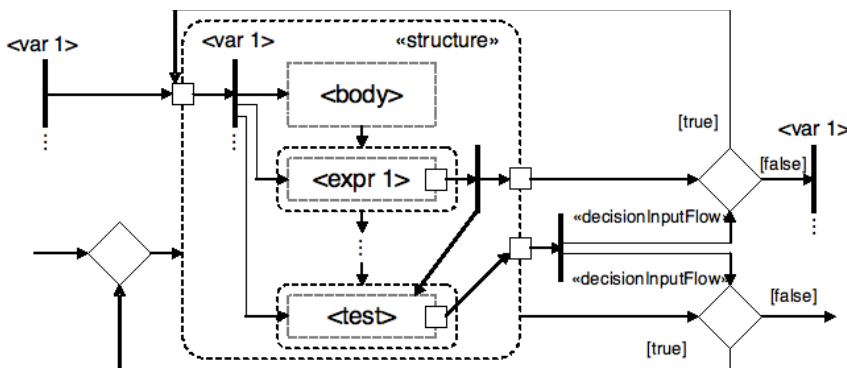 <var 1>
<var 1>
«structure»
<body>
[true]
<var 1>
[false]
<expr 1>
«decisionInputFlow»
«decisionInputFlow»
[false]
<test>
[true]